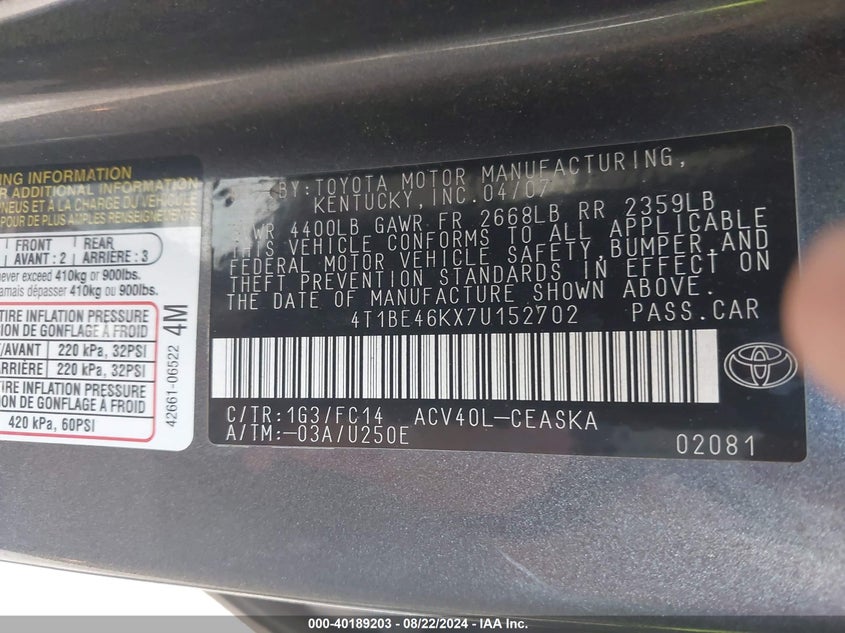 ING INFORMATION
R ADDITIONAL INFORMATION
PNEUS ET À LA CHARGE DU VÉHICULE
POUR DE PLUS AMPLES RENSEIGNEMENTS.
FRONT REAR
AVANT : 2 ARRIÈRE : 3
never exceed 410kg or 900lbs.
jamais dépasser 410kg ou 900lbs.
TIRE INFLATION PRESSURE
ON DE GONFLAGE À FROID
/AVANT 220 kPa, 32PSI
ARRIÈRE 220 kPa, 32PSI
TIRE INFLATION PRESSURE
ON DE GONFLAGE À FROID
420 kPa, 60PSI
42661-06522 4M
BY:TOYOTA MOTOR MANUFACTURING,
KENTUCKY, INC. 04/07
GVWR 4400LB GAWR FR 2668LB RR 2359LB
THIS VEHICLE CONFORMS TO ALL APPLICABLE
FEDERAL MOTOR VEHICLE SAFETY,BUMPER,AND
THEFT PREVENTION STANDARDS IN EFFECT ON
THE DATE OF MANUFACTURE SHOWN ABOVE.
4T1BE46KX7U152702 PASS.CAR
C/TR:1G3/FC14 ACV40L-CEASKA
A/TM:-03A/U250E
02081
000-40189203 - 08/22/2024 - IAA Inc.